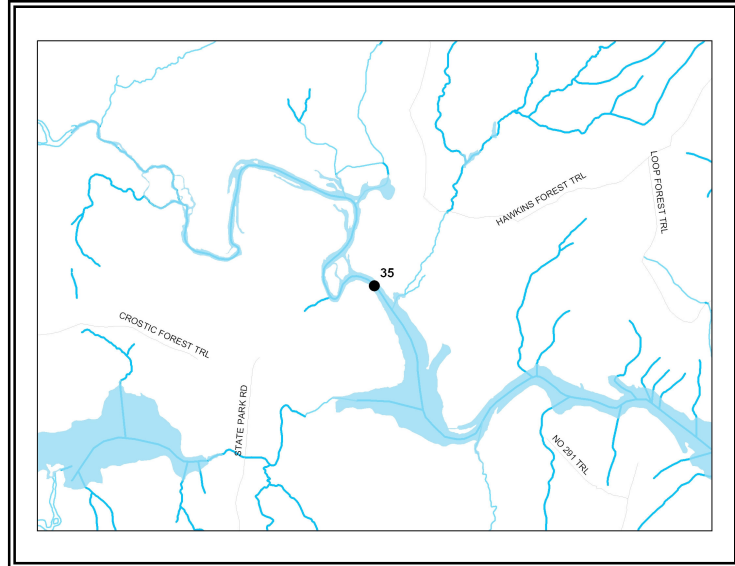 LOOP FOREST TRL
HAWKINS FOREST TRL
35
CROSTIC FOREST TRL
STATE PARK RD
NO 291 TRL